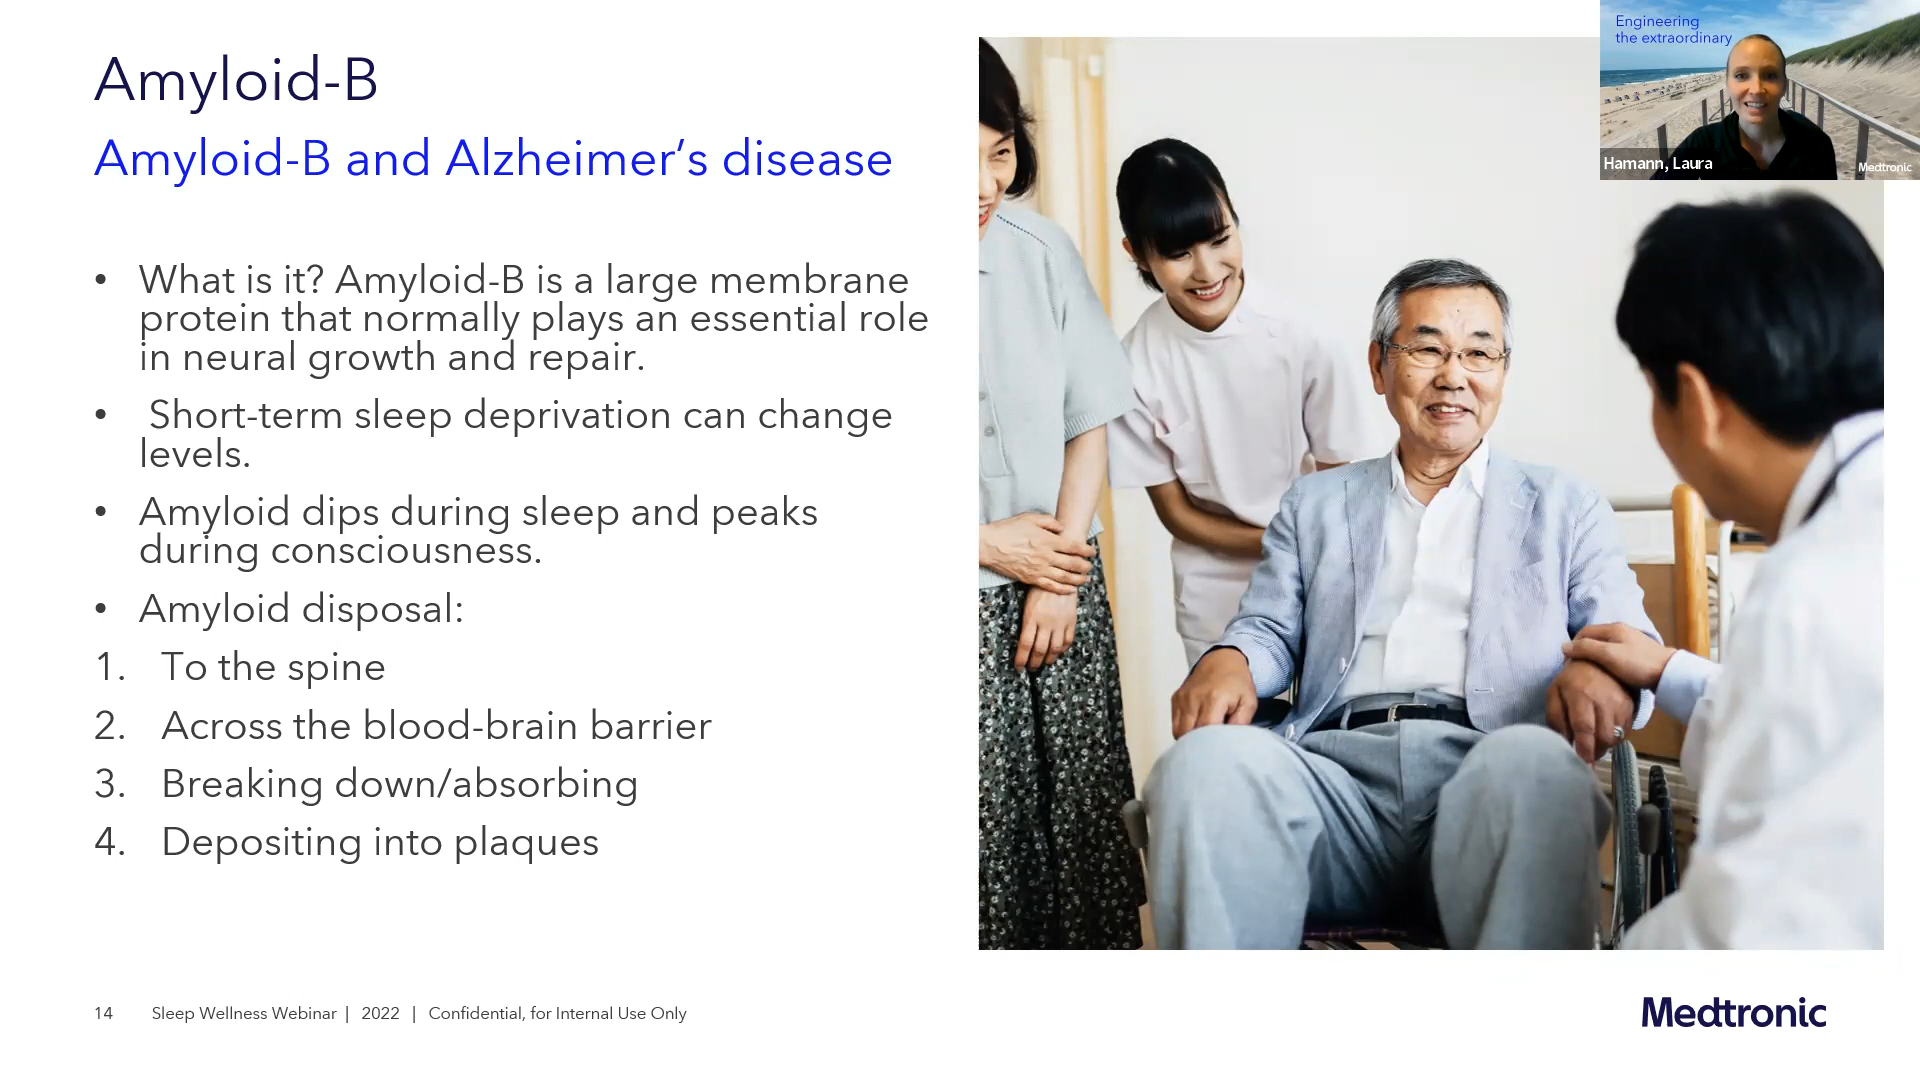 Amyloid-B
Amyloid-B and Alzheimer’s disease
• What is it? Amyloid-B is a large membrane
protein that normally plays an essential role
in neural growth and repair.
• Short-term sleep deprivation can change
levels.
• Amyloid dips during sleep and peaks
during consciousness.
• Amyloid disposal:
1. To the spine
2. Across the blood-brain barrier
3. Breaking down/absorbing
4. Depositing into plaques
14 Sleep Wellness Webinar | 2022 | Confidential, for Internal Use Only
Medtronic
Engineering
the extraordinary
Hamann, Laura
Medtronic